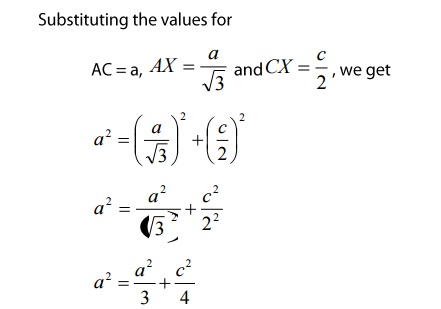 Substituting the values for
AC = a, AX = a/√3 and CX = c/2, we get
a² = (a/√3)² + (c/2)²
a² = a²/(√3)² + c²/2²
a² = a²/3 + c²/4